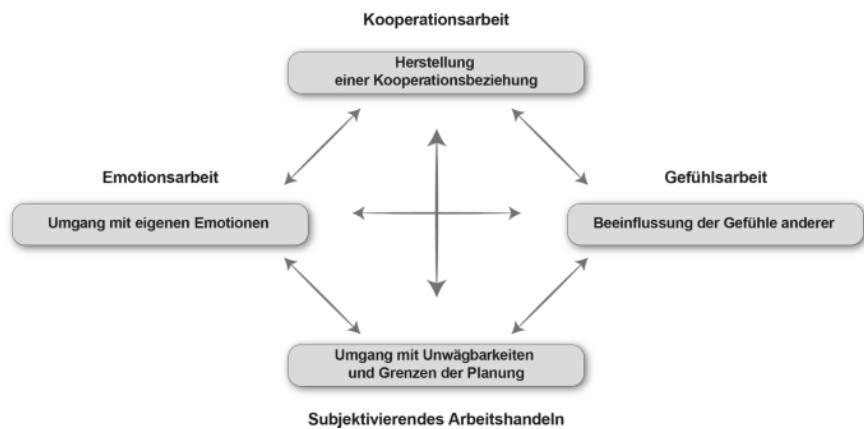 Kooperationsarbeit
Herstellung
einer Kooperationsbeziehung
Emotionsarbeit
Gefühlsarbeit
Umgang mit eigenen Emotionen
Beeinflussung der Gefühle anderer
Umgang mit Unwägbarkeiten
und Grenzen der Planung
Subjektivierendes Arbeitshandeln